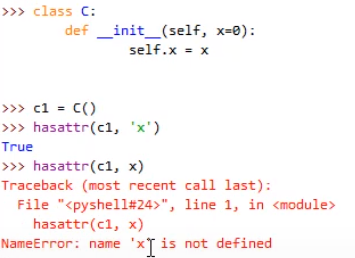 >>> class C:
        def __init__(self, x=0):
                self.x = x
>>> c1 = C()
>>> hasattr(c1, 'x')
True
>>> hasattr(c1, x)
Traceback (most recent call last):
  File "<pyshell#24>", line 1, in <module>
    hasattr(c1, x)
NameError: name 'x' is not defined